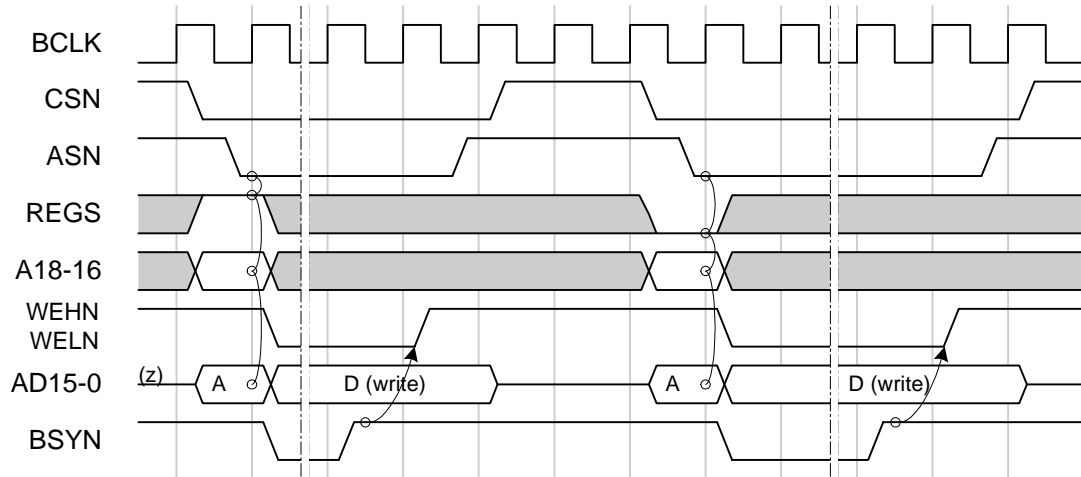 BCLK
CSN
ASN
REGS
A18-16
WEHN
WELN
AD15-0 (z) A D (write) A D (write)
BSYN